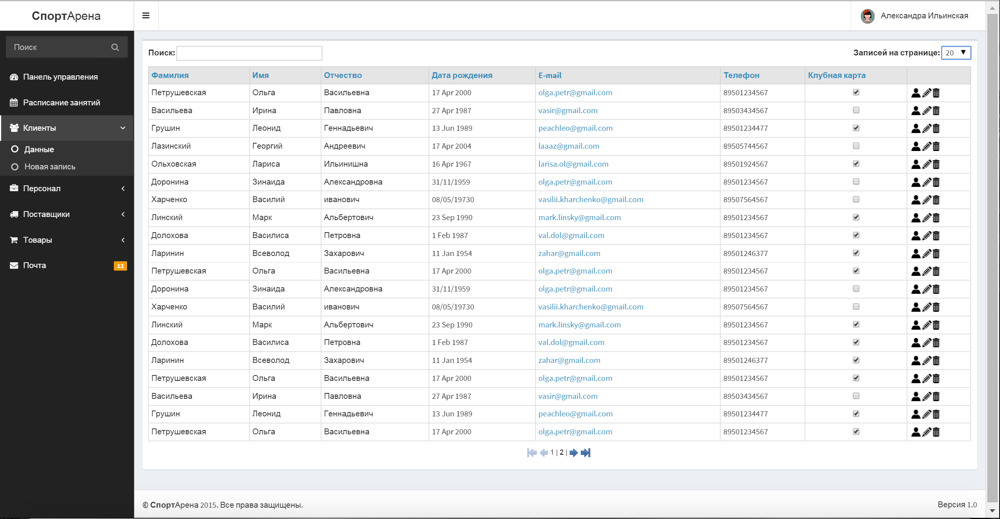 СпортАрена
Александра Ильинская
Поиск
Панель управления
Расписание занятий
Клиенты
Данные
Новая запись
Персонал
Поставщики
Товары
Почта 12
Поиск: Записей на странице: 20
Фамилия Имя Отчество Дата рождения E-mail Телефон Клубная карта
Петрушевская Ольга Васильевна 17 Apr 2000 olga.petr@gmail.com 89501234567
Васильева Ирина Павловна 27 Apr 1987 vasir@gmail.com 89503434567
Грушин Леонид Геннадьевич 13 Jun 1989 peachleo@gmail.com 89501234477
Лазинский Георгий Андреевич 17 Apr 2004 laaaz@gmail.com 89505744567
Ольховская Лариса Ильинишна 16 Apr 1967 larisa.ol@gmail.com 89501924567
Доронина Зинаида Александровна 31/11/1959 olga.petr@gmail.com 89501234567
Харченко Василий иванович 08/05/19730 vasilii.kharchenko@gmail.com 89507564567
Линский Марк Альбертович 23 Sep 1990 mark.linsky@gmail.com 89501234567
Долохова Василиса Петровна 1 Feb 1987 val.dol@gmail.com 89501234567
Ларинин Всеволод Захарович 11 Jan 1954 zahar@gmail.com 89501246377
Петрушевская Ольга Васильевна 17 Apr 2000 olga.petr@gmail.com 89501234567
Доронина Зинаида Александровна 31/11/1959 olga.petr@gmail.com 89501234567
Харченко Василий иванович 08/05/19730 vasilii.kharchenko@gmail.com 89507564567
Линский Марк Альбертович 23 Sep 1990 mark.linsky@gmail.com 89501234567
Долохова Василиса Петровна 1 Feb 1987 val.dol@gmail.com 89501234567
Ларинин Всеволод Захарович 11 Jan 1954 zahar@gmail.com 89501246377
Петрушевская Ольга Васильевна 17 Apr 2000 olga.petr@gmail.com 89501234567
Васильева Ирина Павловна 27 Apr 1987 vasir@gmail.com 89503434567
Грушин Леонид Геннадьевич 13 Jun 1989 peachleo@gmail.com 89501234477
Петрушевская Ольга Васильевна 17 Apr 2000 olga.petr@gmail.com 89501234567
1 | 2 |
© СпортАрена 2015. Все права защищены. Версия 1.0